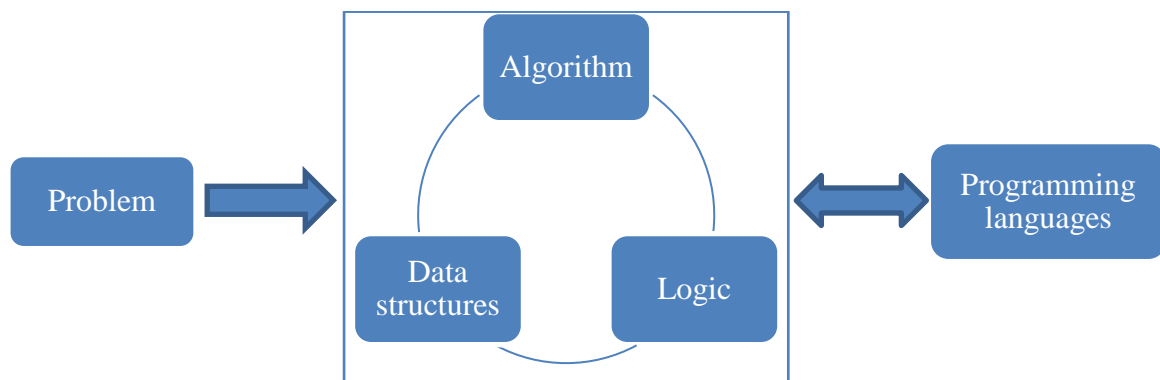 Algorithm
Problem
Programming
languages
Data
structures
Logic